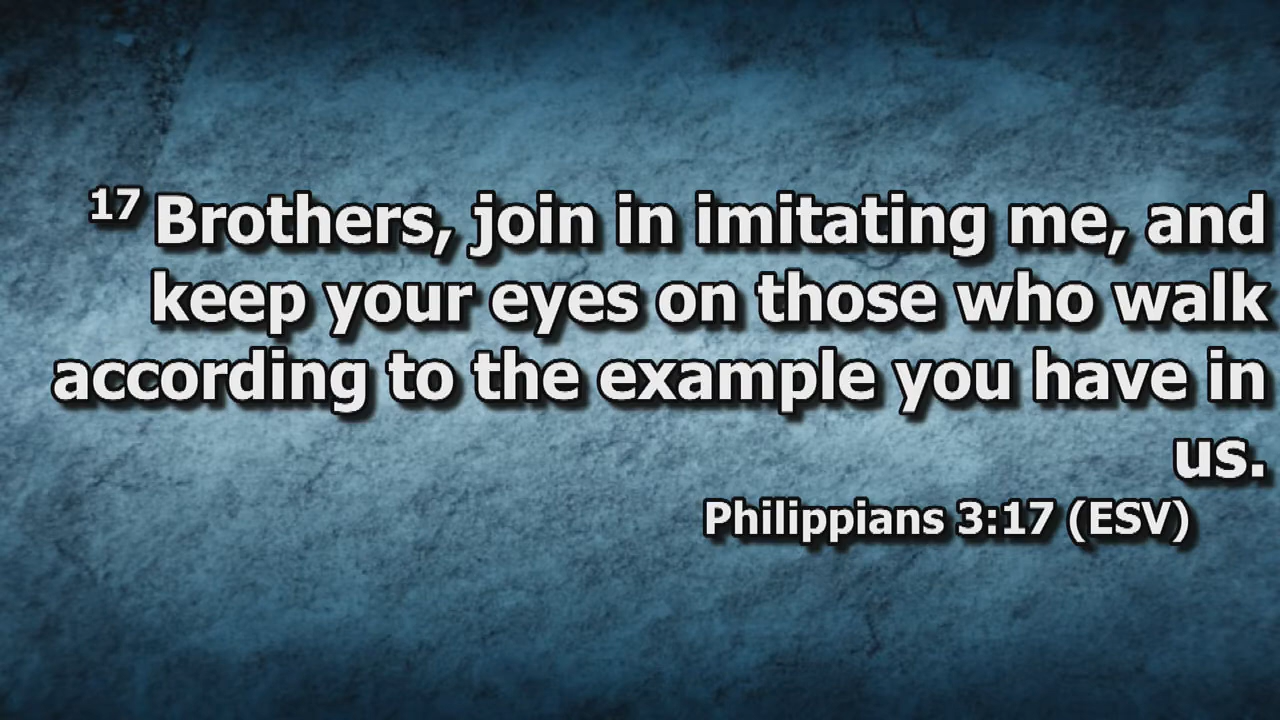 17 Brothers, join in imitating me, and
keep your eyes on those who walk
according to the example you have in
us.
Philippians 3:17 (ESV)